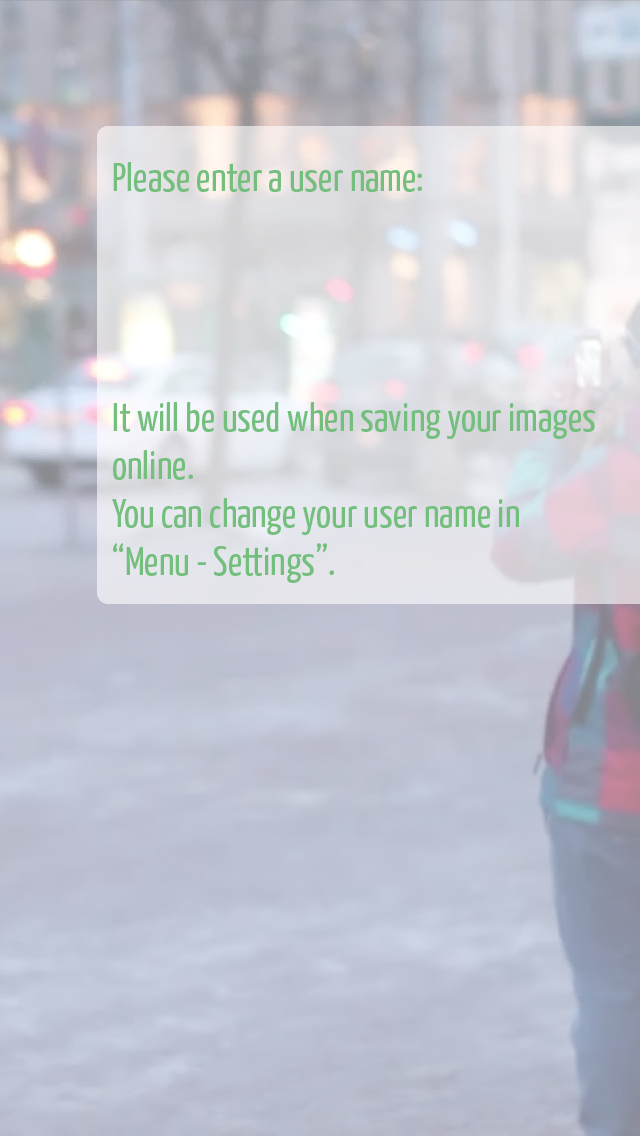 Please enter a user name:
It will be used when saving your images
online.
You can change your user name in
“Menu - Settings”.